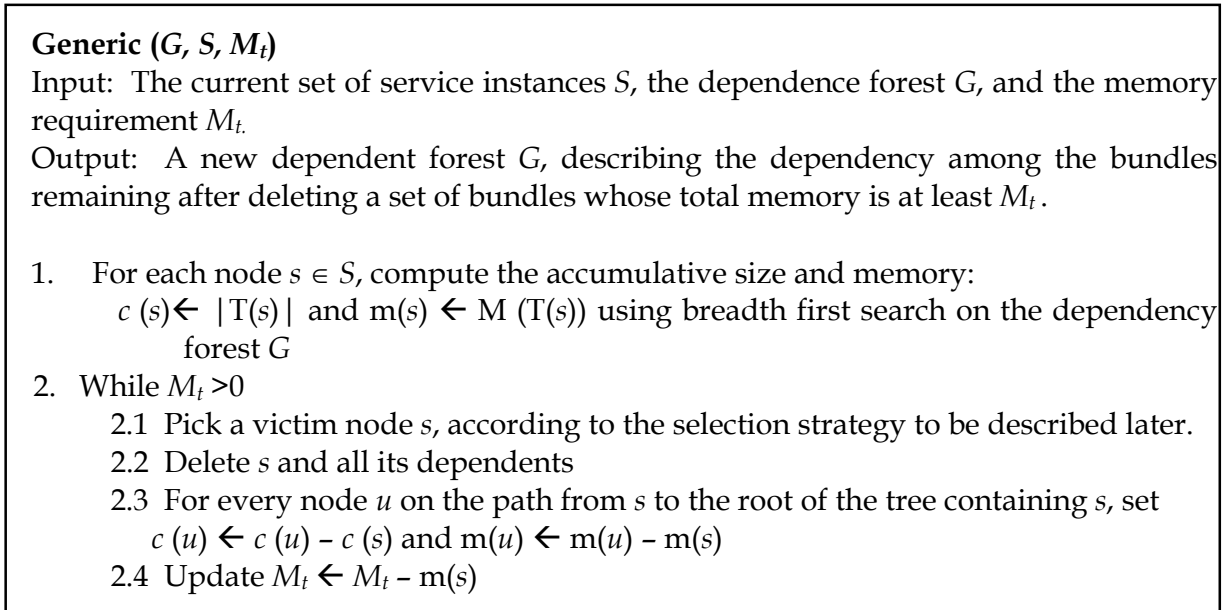 Generic (G, S, Mt)
Input: The current set of service instances S, the dependence forest G, and the memory
requirement Mt.
Output: A new dependent forest G, describing the dependency among the bundles
remaining after deleting a set of bundles whose total memory is at least Mt .
1. For each node s ∈ S, compute the accumulative size and memory:
c (s)← |T(s)| and m(s) ← M (T(s)) using breadth first search on the dependency
forest G
2. While Mt >0
2.1 Pick a victim node s, according to the selection strategy to be described later.
2.2 Delete s and all its dependents
2.3 For every node u on the path from s to the root of the tree containing s, set
c (u) ← c (u) – c (s) and m(u) ← m(u) – m(s)
2.4 Update Mt ← Mt – m(s)